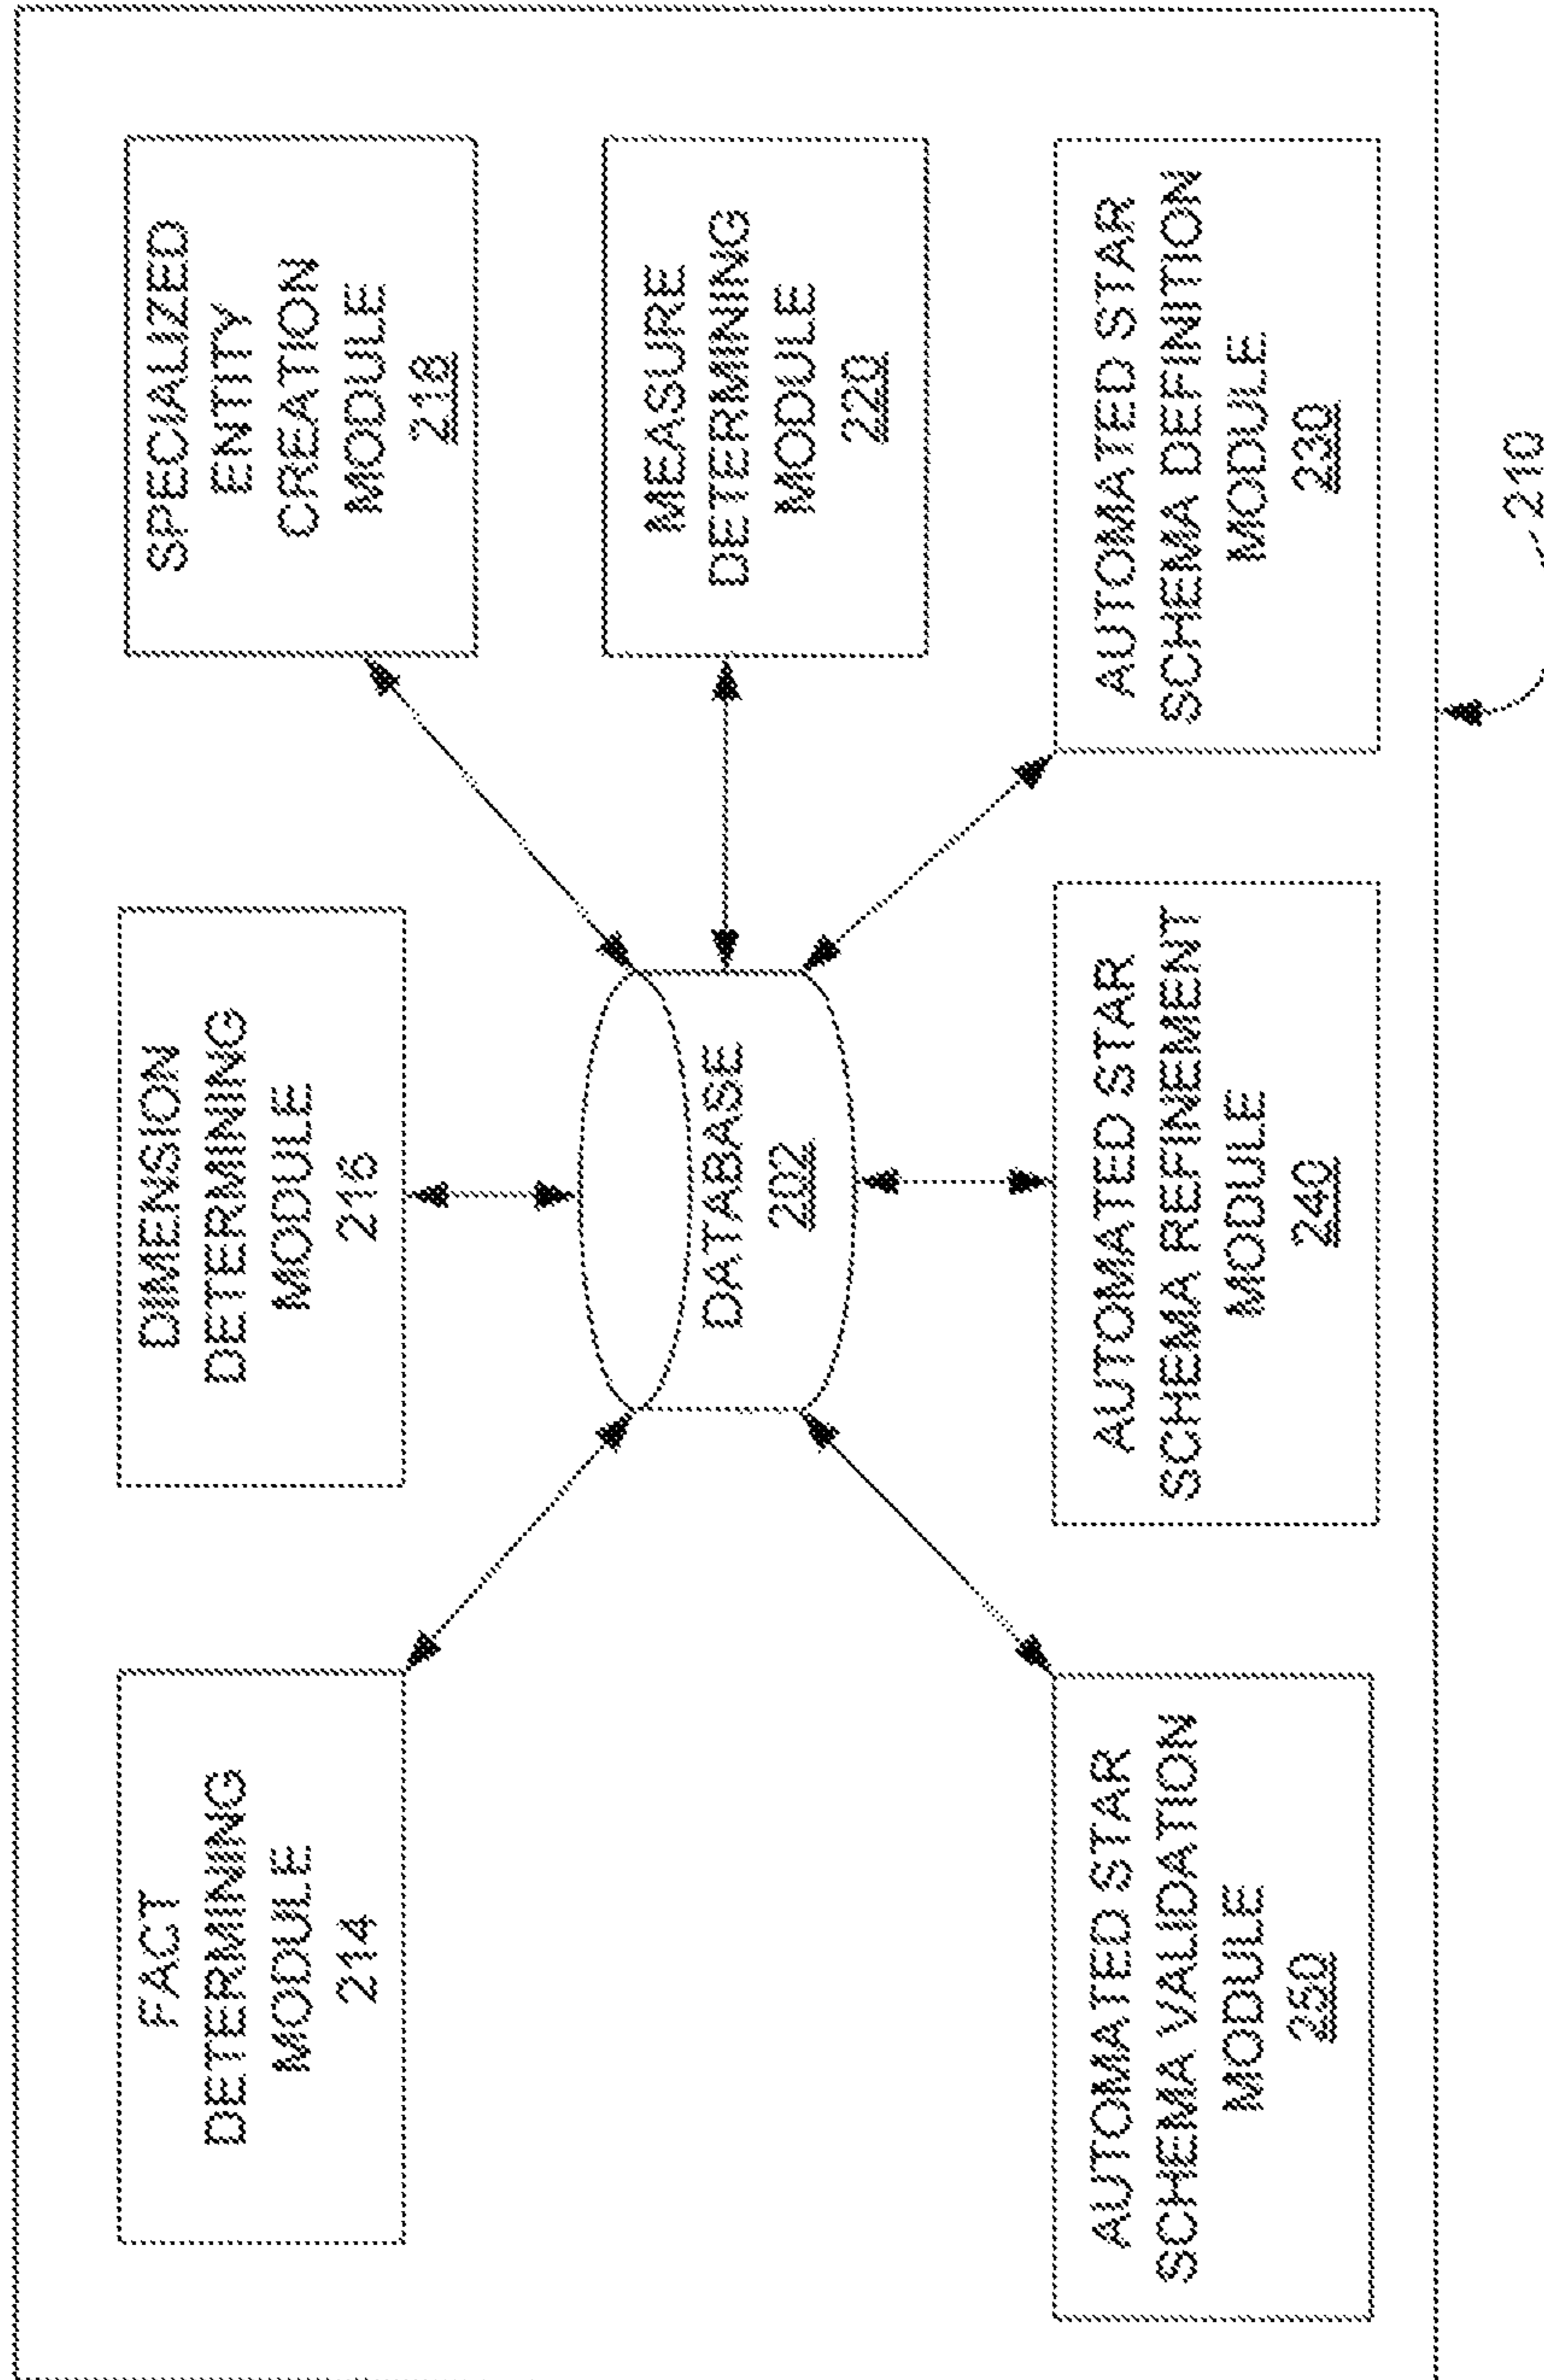 FACT
DETERMINING
MODULE
214
DIMENSION
DETERMINING
MODULE
216
SPECIALIZED
ENTITY
CREATION
MODULE
218
DATABASE
202
MEASURE
DETERMINING
MODULE
220
AUTOMATED STAR
SCHEMA VALIDATION
MODULE
250
AUTOMATED STAR
SCHEMA REFINEMENT
MODULE
240
AUTOMATED STAR
SCHEMA DEFINITION
MODULE
230
210